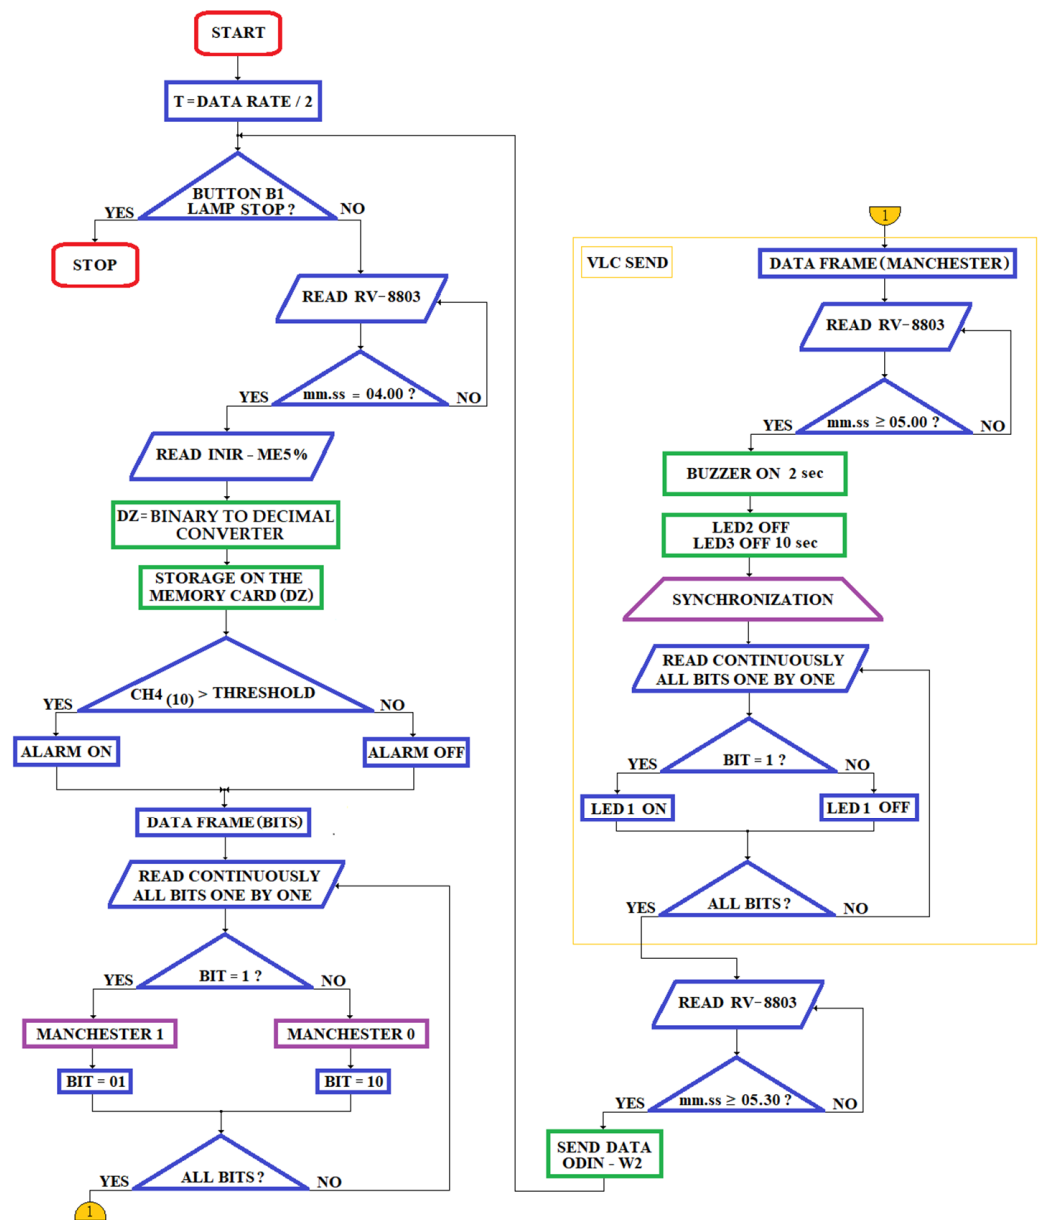 START
T = DATA RATE / 2
BUTTON B1
LAMP STOP ?
YES
NO
STOP
READ RV-8803
mm.ss = 04.00 ?
YES
NO
READ INIR - ME5%
DZ = BINARY TO DECIMAL
CONVERTER
STORAGE ON THE
MEMORY CARD (DZ)
CH4 (10) > THRESHOLD
YES
NO
ALARM ON
ALARM OFF
DATA FRAME (BITS)
READ CONTINUOUSLY
ALL BITS ONE BY ONE
BIT = 1 ?
YES
NO
MANCHESTER 1
MANCHESTER 0
BIT = 01
BIT = 10
ALL BITS ?
YES
NO
1
1
VLC SEND
DATA FRAME (MANCHESTER)
READ RV-8803
mm.ss ≥ 05.00 ?
YES
NO
BUZZER ON 2 sec
LED2 OFF
LED3 OFF 10 sec
SYNCHRONIZATION
READ CONTINUOUSLY
ALL BITS ONE BY ONE
BIT = 1 ?
YES
NO
LED 1 ON
LED 1 OFF
ALL BITS ?
YES
NO
READ RV-8803
mm.ss ≥ 05.30 ?
YES
NO
SEND DATA
ODIN - W2